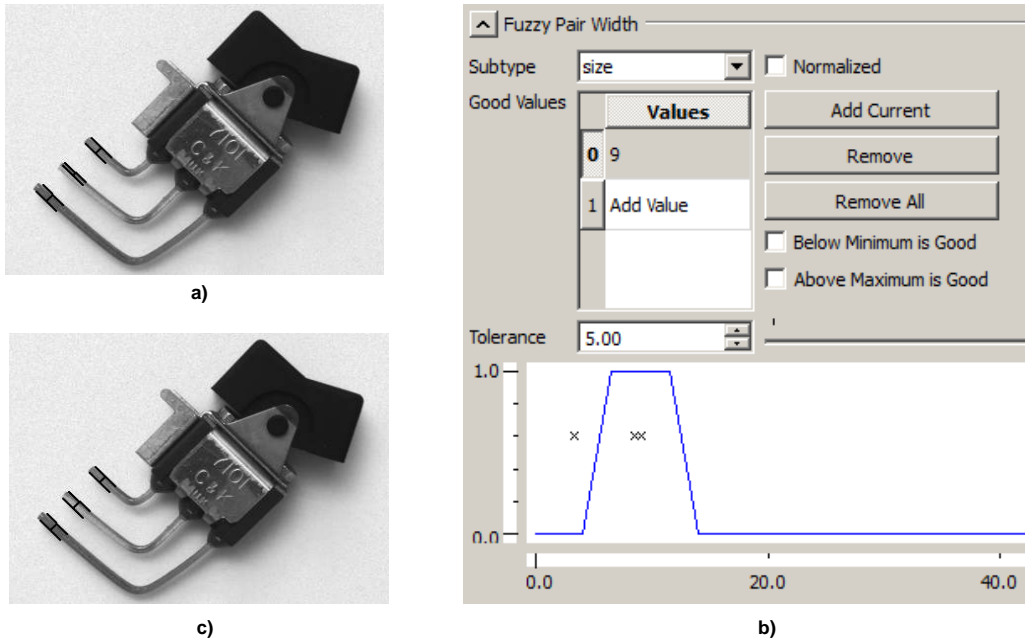 7101
C & K
a)
7101
C & K
c)
Fuzzy Pair Width
Subtype size Normalized
Good Values Values Add Current
0 9 Remove
1 Add Value Remove All
Below Minimum is Good
Above Maximum is Good
Tolerance 5.00
1.0
0.0
0.0 20.0 40.0
b)